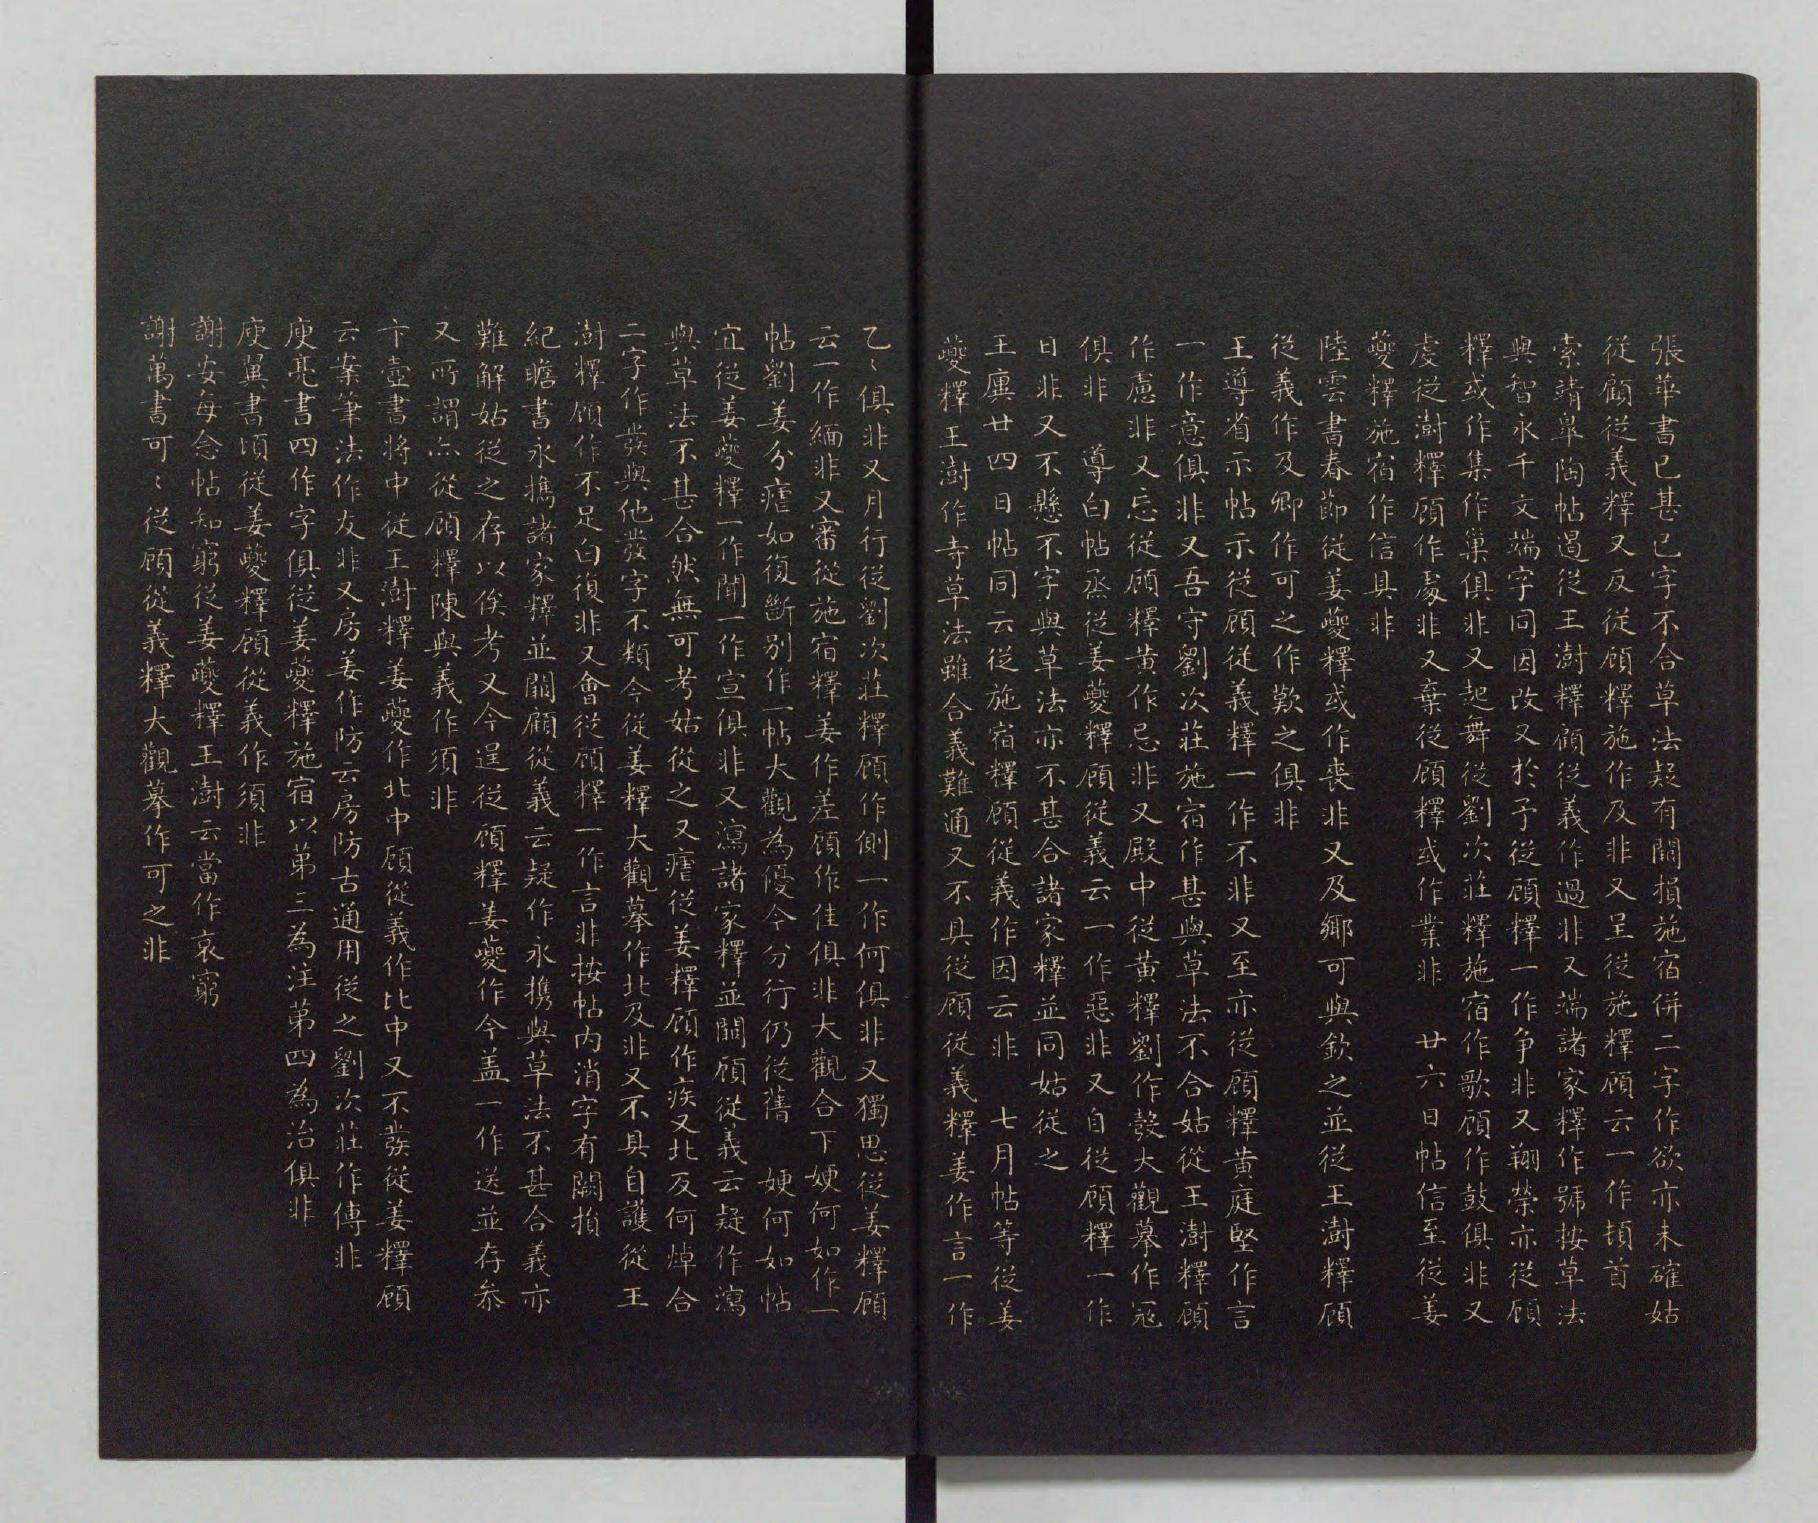 張華書已甚已字不合草法疑有闕損施宿併二字作欲亦未確姑
從顧從義釋又反從顧釋施作及非又呈從施釋顧云一作頓首
索靖臯陶帖遏從王澍釋顧從義作過非又端諸家釋作號按草法
與智永千文端字同因改又於予從顧釋一作争非又翔榮亦從顧
釋或作集作巢俱非又起舞從劉次莊釋施宿作歌顧作鼓俱非又
虔從澍釋顧作豦非又棄從顧釋或作業非　廿六日帖信至從姜
夔釋施宿作信具非
陸雲書春節從姜夔釋或作喪非又及鄉可與欽之並從王澍釋顧
從義作及卿作可之作歎之俱非
王導省示帖示從顧從義釋一作不非又至亦從顧釋黄庭堅作言
一作意俱非又吾守劉次莊施宿作甚與草法不合姑從王澍釋顧
作慮非又忘從顧釋黄作忌非又殿中從黄釋劉作發大觀摹作冦
俱非　導白帖烝從姜夔釋顧從義云一作惡非又自從顧釋一作
日非又不懸不字與草法亦不甚合諸家釋並同姑從之
王廙廿四日帖同云從施宿釋顧從義作因云非　七月帖等從姜
夔釋王澍作寺草法雖合義難通又不具從顧從義釋姜作言一作
乙〻俱非又月行從劉次莊釋顧作側一作何俱非又獨思從姜釋顧
云一作緬非又審從施宿釋姜作差顧作佳俱非大觀合下㛐何如作一
帖劉姜分㾮如復斷别作一帖大觀為優今分行仍從舊　㛐何如帖
宜從姜夔釋一作聞一作宣俱非又瀉諸家釋並闕顧從義云疑作瀉
與草法不甚合然無可考姑從之又㾮從姜釋顧作疾又北反何焯合
二字作㢟與他發字不類今從姜釋大觀摹作北及非又不具自護從王
澍釋顧作不足白復非又會從顧釋一作言非按帖内消字有闕損
紀瞻書永攜諸家釋並闕顧從義云疑作永攜與草法不甚合義亦
難解姑從之存以俟考又今逞從顧釋姜夔作今盖一作送並存叅
又所謂亦從顧釋陳與義作須非
卞壼書將中從王澍釋姜夔作北中顧從義作比中又不㢟從姜釋顧
云案筆法作友非又房姜作防云房防古通用從之劉次莊作傳非
庾亮書四作字俱從姜夔釋施宿以第三為注第四為治俱非
庾翼書頃從姜夔釋顧從義作須非
謝安每念帖知窮從姜夔釋王澍云當作哀窮
謝萬書可〻從顧從義釋大觀摹作可之非